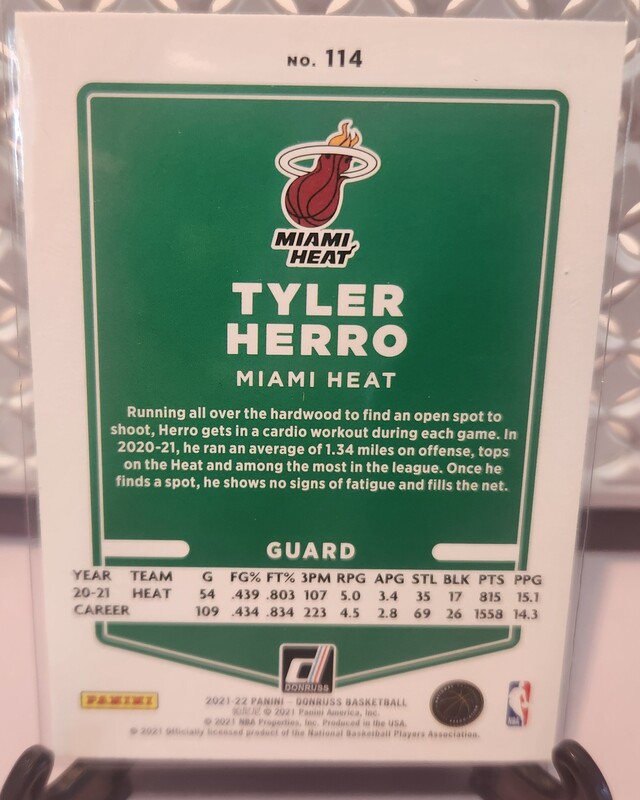 NO. 114
MIAMI
HEAT
TYLER
HERRO
MIAMI HEAT
Running all over the hardwood to find an open spot to
shoot, Herro gets in a cardio workout during each game. In
2020-21, he ran an average of 1.34 miles on offense, tops
on the Heat and among the most in the league. Once he
finds a spot, he shows no signs of fatigue and fills the net.
GUARD
YEAR TEAM G FG% FT% 3PM RPG APG STL BLK PTS PPG
20-21 HEAT 54 .439 .803 107 5.0 3.4 35 17 815 15.1
CAREER 109 .434 .834 223 4.5 2.8 69 26 1558 14.3
d
DONRUSS
PANINI
2021-22 PANINI - DONRUSS BASKETBALL
© 2021 Panini America, Inc.
© 2021 NBA Properties, Inc. Produced in the USA.
© 2021 Officially licensed product of the National Basketball Players Association.
NBA